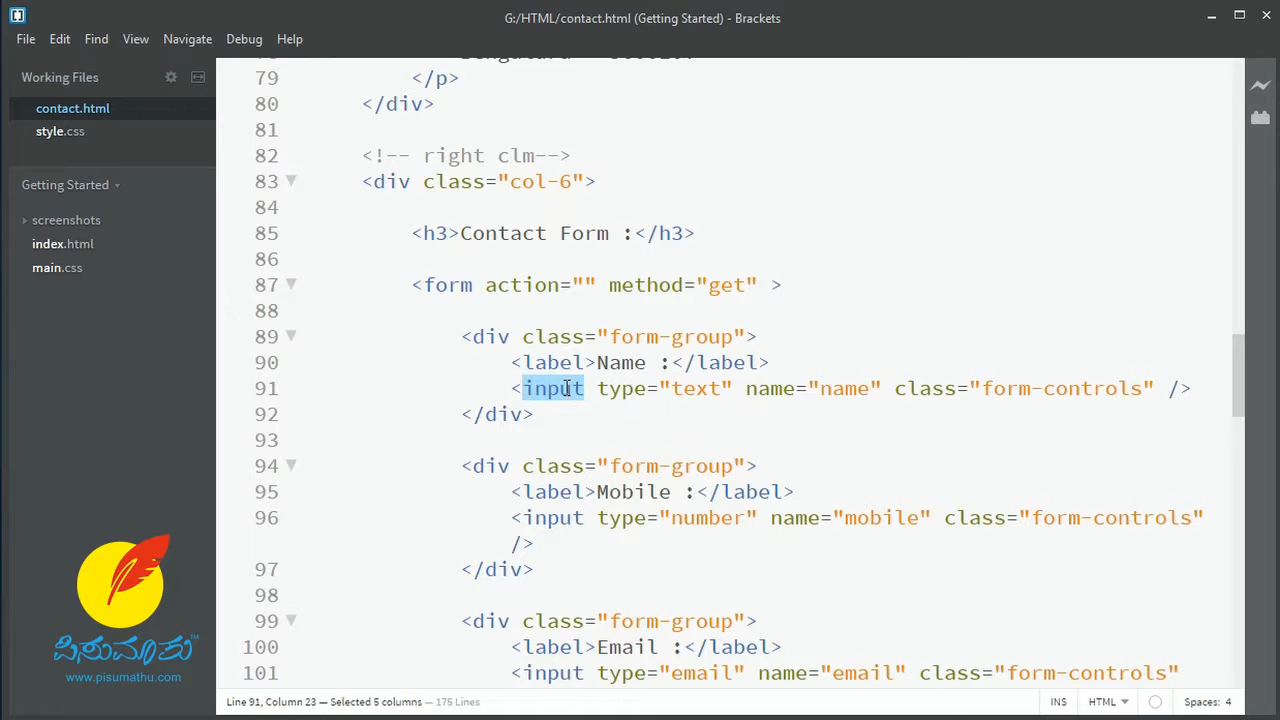 G:/HTML/contact.html (Getting Started) - Brackets
File Edit Find View Navigate Debug Help
Working Files
contact.html
style.css
Getting Started
screenshots
index.html
main.css
79 </p>
80 </div>
81
82 <!-- right clm-->
83 <div class="col-6">
84
85 <h3>Contact Form :</h3>
86
87 <form action="" method="get" >
88
89 <div class="form-group">
90 <label>Name :</label>
91 <input type="text" name="name" class="form-controls" />
92 </div>
93
94 <div class="form-group">
95 <label>Mobile :</label>
96 <input type="number" name="mobile" class="form-controls"
/>
97 </div>
98
99 <div class="form-group">
100 <label>Email :</label>
101 <input type="email" name="email" class="form-controls"
ಪಿಸುಮಾತು™
www.pisumathu.com
Line 91, Column 23 — Selected 5 columns — 175 Lines
INS HTML Spaces: 4